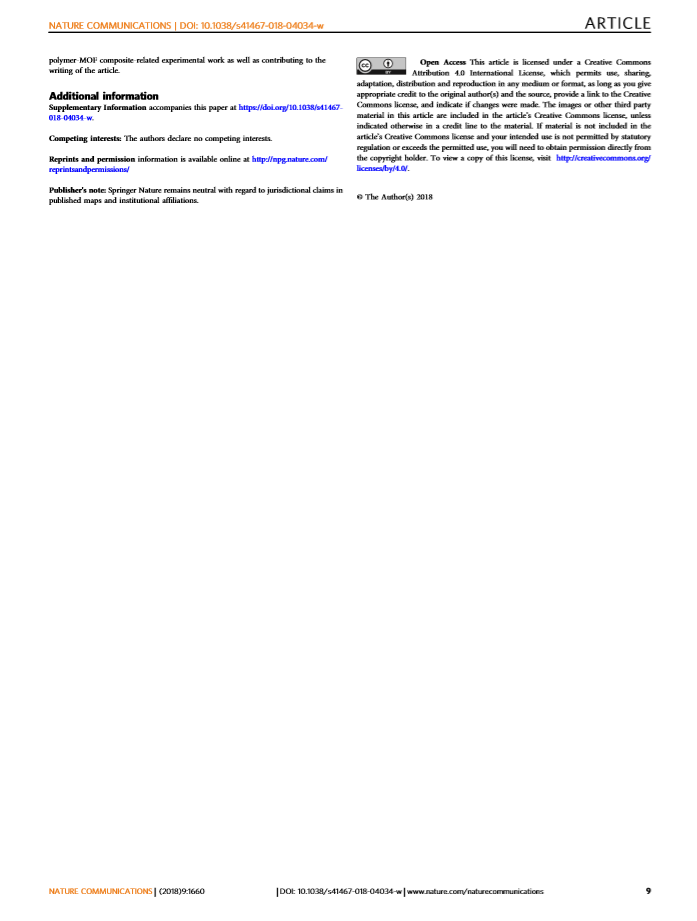 NATURE COMMUNICATIONS | DOI: 10.1038/s41467-018-04034-w
ARTICLE
polymer-MOF composite-related experimental work as well as contributing to the
writing of the article.
Additional information
Supplementary Information accompanies this paper at https://doi.org/10.1038/s41467-
018-04034-w.
Competing interests: The authors declare no competing interests.
Reprints and permission information is available online at http://npg.nature.com/
reprintsandpermissions/
Publisher's note: Springer Nature remains neutral with regard to jurisdictional claims in
published maps and institutional affiliations.
cc BY
Open Access This article is licensed under a Creative Commons
Attribution 4.0 International License, which permits use, sharing,
adaptation, distribution and reproduction in any medium or format, as long as you give
appropriate credit to the original author(s) and the source, provide a link to the Creative
Commons license, and indicate if changes were made. The images or other third party
material in this article are included in the article's Creative Commons license, unless
indicated otherwise in a credit line to the material. If material is not included in the
article's Creative Commons license and your intended use is not permitted by statutory
regulation or exceeds the permitted use, you will need to obtain permission directly from
the copyright holder. To view a copy of this license, visit http://creativecommons.org/
licenses/by/4.0/.
© The Author(s) 2018
NATURE COMMUNICATIONS | (2018)9:1660 | DOI: 10.1038/s41467-018-04034-w | www.nature.com/naturecommunications 9